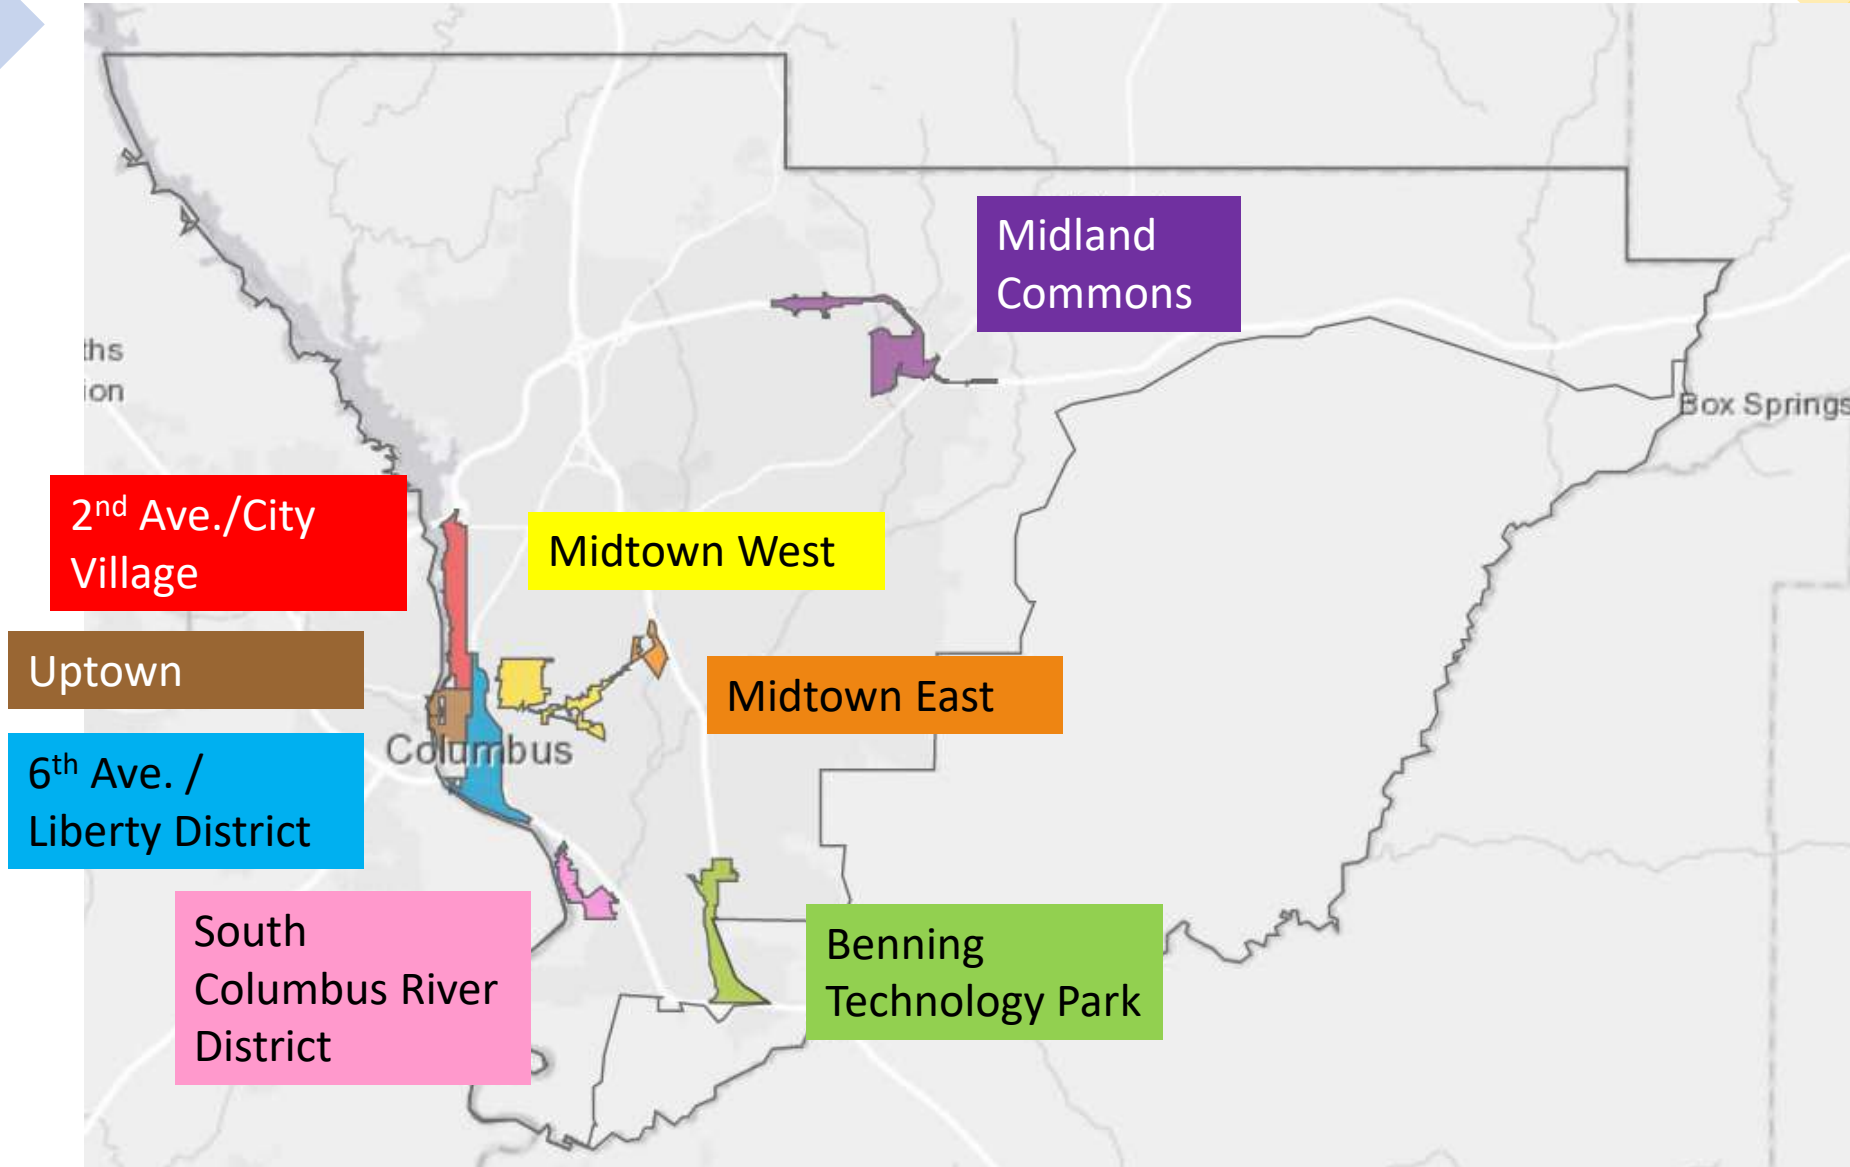 Midland
Commons
ths
ion
Box Springs
2nd Ave./City
Village
Midtown West
Uptown
Midtown East
Columbus
6th Ave. /
Liberty District
South
Columbus River
District
Benning
Technology Park